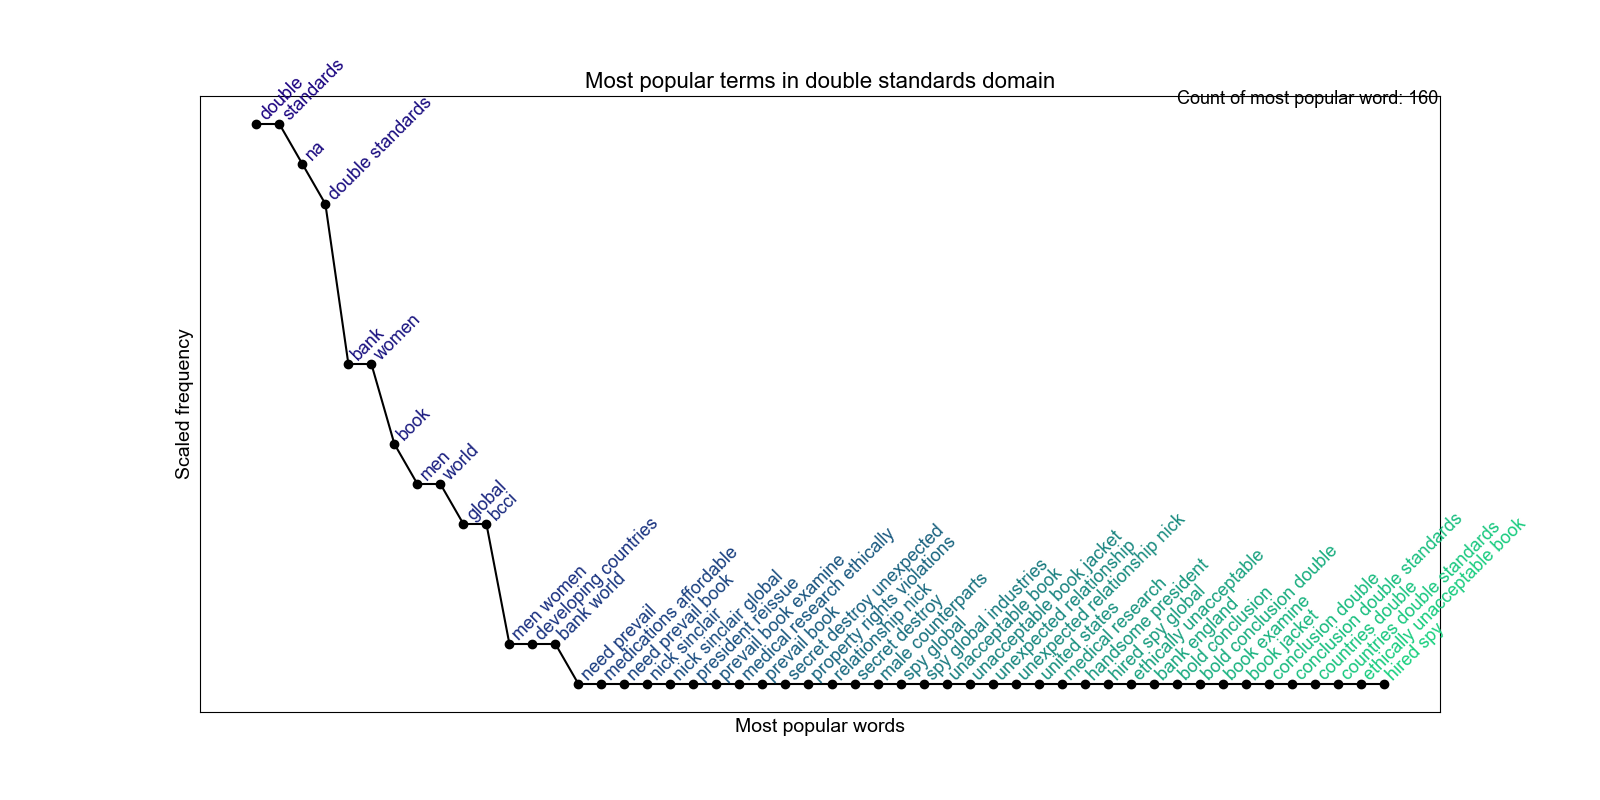 Most popular terms in double standards domain
Count of most popular word: 160
double
standards
na
double standards
bank
women
book
men
world
global
bcci
men women
developing countries
bank world
need prevail
medications affordable
need prevail book
nick sinclair
nick sinclair global
president reissue
prevail book examine
medical research ethically
prevail book
secret destroy unexpected
property rights violations
relationship nick
secret destroy
male counterparts
spy global
spy global industries
unacceptable book
unacceptable book jacket
unexpected relationship
unexpected relationship nick
united states
medical research
handsome president
hired spy global
ethically unacceptable
bank england
bold conclusion
bold conclusion double
book examine
book jacket
conclusion double
conclusion double standards
countries double
countries double standards
ethically unacceptable book
hired spy
Scaled frequency
Most popular words